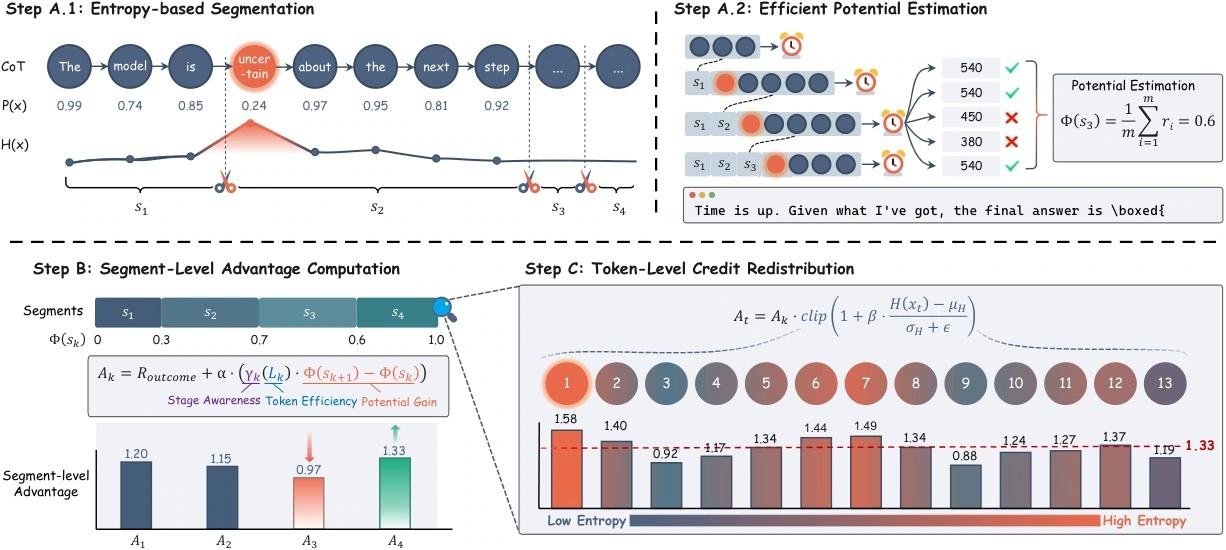 Step A.1: Entropy-based Segmentation
CoT The model is uncer-tain about the next step ... ...
P(x) 0.99 0.74 0.85 0.24 0.97 0.95 0.81 0.92
H(x)
s₁ s₂ s₃ s₄
Step A.2: Efficient Potential Estimation
s₁
s₁ s₂
s₁ s₂ s₃
540
540
450
380
540
Potential Estimation
Φ(s₃) = 1/m ∑_{i=1}^{m} r_i = 0.6
Time is up. Given what I've got, the final answer is \boxed{
Step B: Segment-Level Advantage Computation
Segments s₁ s₂ s₃ s₄
Φ(s_k) 0 0.3 0.7 0.6 1.0
A_k = R_outcome + α · (γ_k(L_k) · Φ(s_{k+1}) − Φ(s_k))
Stage Awareness Token Efficiency Potential Gain
Segment-level
Advantage
1.20 1.15 0.97 1.33
A₁ A₂ A₃ A₄
Step C: Token-Level Credit Redistribution
A_t = A_k · clip(1 + β · (H(x_t) − μ_H)/(σ_H + ϵ))
1 2 3 4 5 6 7 8 9 10 11 12 13
1.58 1.40 0.92 1.17 1.34 1.44 1.49 1.34 0.88 1.24 1.27 1.37 1.19
1.33
Low Entropy High Entropy